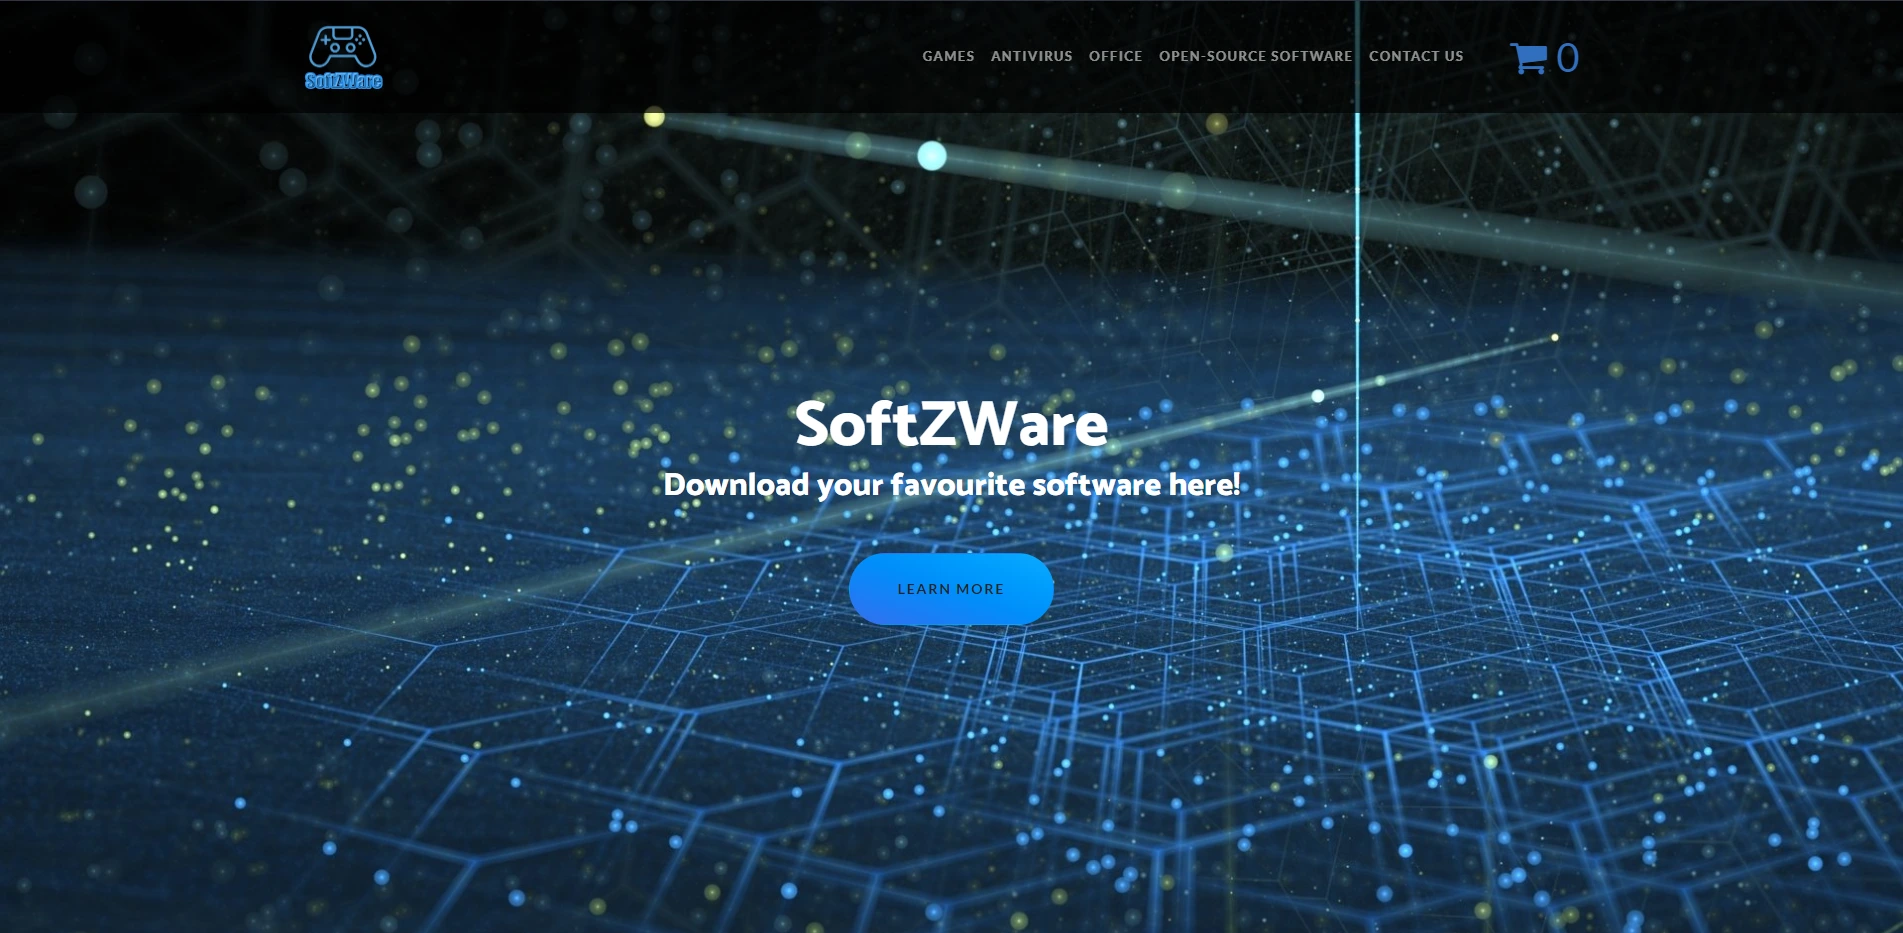 SoftZWare
GAMES ANTIVIRUS OFFICE OPEN-SOURCE SOFTWARE CONTACT US 0
SoftZWare
Download your favourite software here!
LEARN MORE